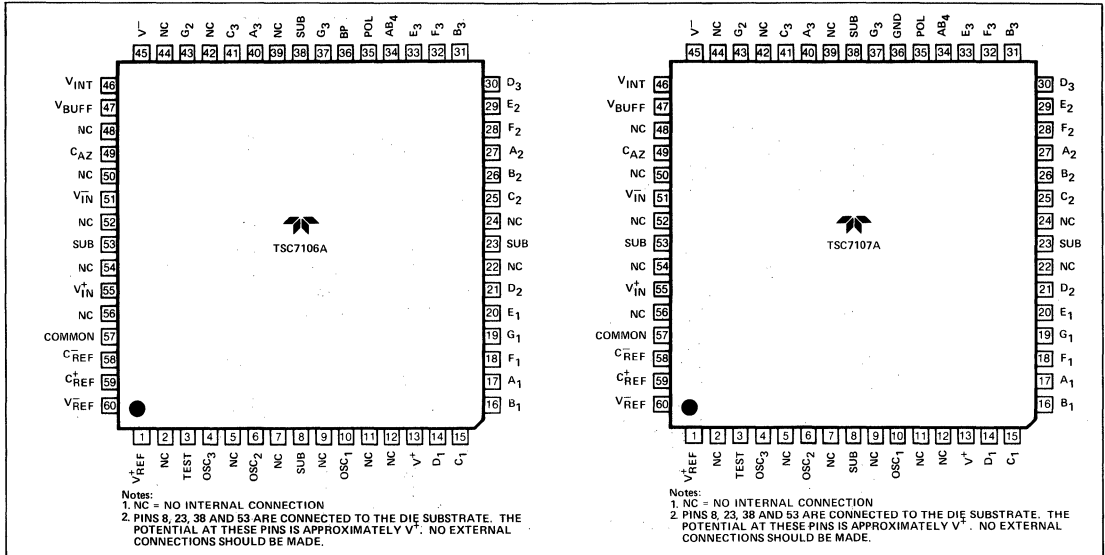 V⁻ NC G₂ NC C₃ A₃ NC SUB G₃ BP POL AB₄ E₃ F₃ B₃
45 44 43 42 41 40 39 38 37 36 35 34 33 32 31
V_INT 46
V_BUFF 47
NC 48
C_AZ 49
NC 50
V⁻_IN 51
NC 52
SUB 53
NC 54
V⁺_IN 55
NC 56
COMMON 57
C⁻_REF 58
C⁺_REF 59
V⁻_REF 60
TSC7106A
30 D₃
29 E₂
28 F₂
27 A₂
26 B₂
25 C₂
24 NC
23 SUB
22 NC
21 D₂
20 E₁
19 G₁
18 F₁
17 A₁
16 B₁
1 2 3 4 5 6 7 8 9 10 11 12 13 14 15
V⁺_REF NC TEST OSC₃ NC OSC₂ NC SUB NC OSC₁ NC NC V⁺ D₁ C₁
Notes:
1. NC = NO INTERNAL CONNECTION
2. PINS 8, 23, 38 AND 53 ARE CONNECTED TO THE DIE SUBSTRATE. THE
POTENTIAL AT THESE PINS IS APPROXIMATELY V⁺. NO EXTERNAL
CONNECTIONS SHOULD BE MADE.
V⁻ NC G₂ NC C₃ A₃ NC SUB G₃ GND POL AB₄ E₃ F₃ B₃
45 44 43 42 41 40 39 38 37 36 35 34 33 32 31
V_INT 46
V_BUFF 47
NC 48
C_AZ 49
NC 50
V⁻_IN 51
NC 52
SUB 53
NC 54
V⁺_IN 55
NC 56
COMMON 57
C⁻_REF 58
C⁺_REF 59
V⁻_REF 60
TSC7107A
30 D₃
29 E₂
28 F₂
27 A₂
26 B₂
25 C₂
24 NC
23 SUB
22 NC
21 D₂
20 E₁
19 G₁
18 F₁
17 A₁
16 B₁
1 2 3 4 5 6 7 8 9 10 11 12 13 14 15
V⁺_REF NC TEST OSC₃ NC OSC₂ NC SUB NC OSC₁ NC NC V⁺ D₁ C₁
Notes:
1. NC = NO INTERNAL CONNECTION
2. PINS 8, 23, 38 AND 53 ARE CONNECTED TO THE DIE SUBSTRATE. THE
POTENTIAL AT THESE PINS IS APPROXIMATELY V⁺. NO EXTERNAL
CONNECTIONS SHOULD BE MADE.